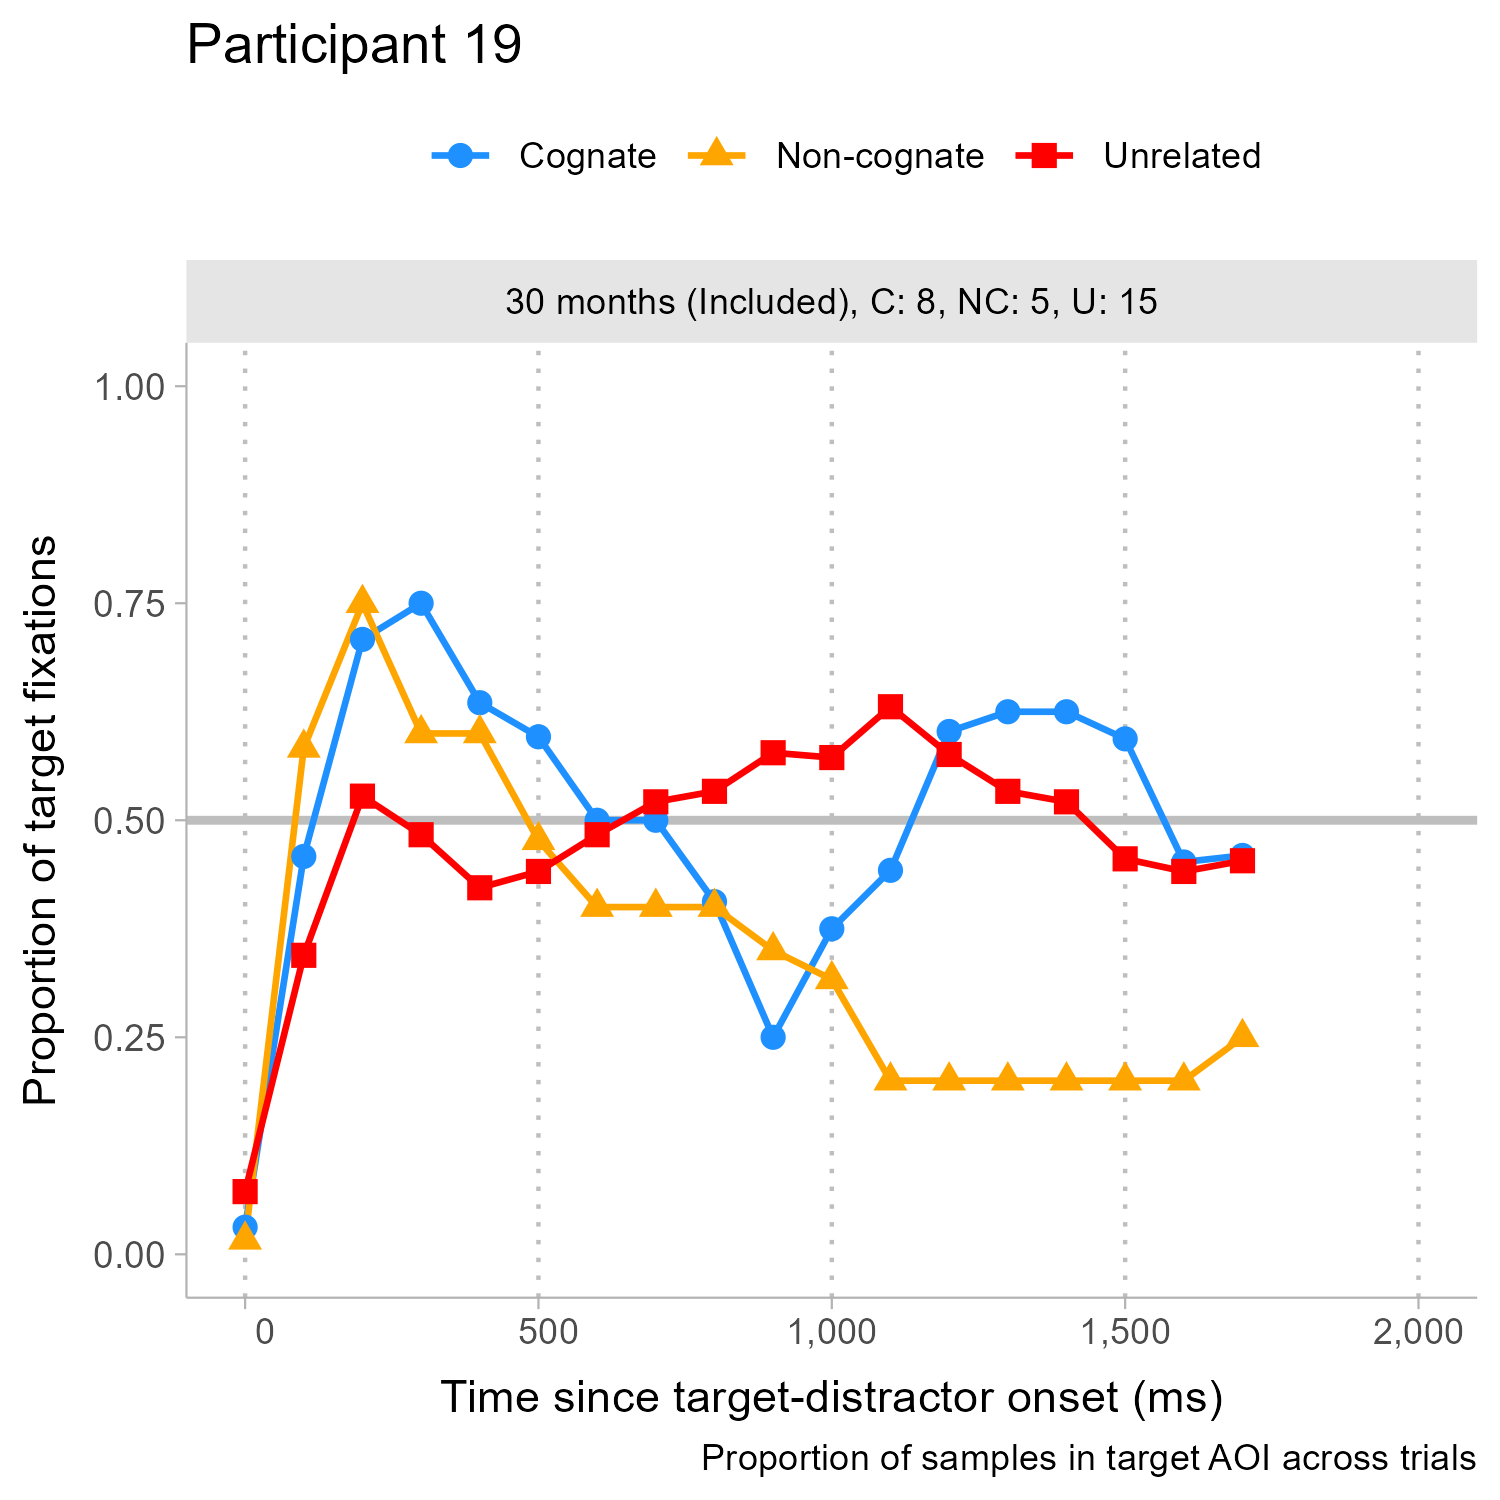 Participant 19
Cognate Non-cognate Unrelated
30 months (Included), C: 8, NC: 5, U: 15
1.00
0.75
0.50
0.25
0.00
Proportion of target fixations
0 500 1,000 1,500 2,000
Time since target-distractor onset (ms)
Proportion of samples in target AOI across trials